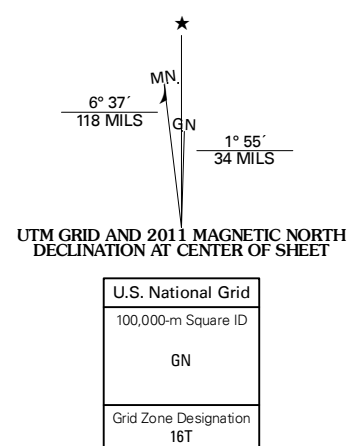 MN.
6° 37´
118 MILS
GN
1° 55´
34 MILS
UTM GRID AND 2011 MAGNETIC NORTH
DECLINATION AT CENTER OF SHEET
U.S. National Grid
100,000-m Square ID
GN
Grid Zone Designation
16T